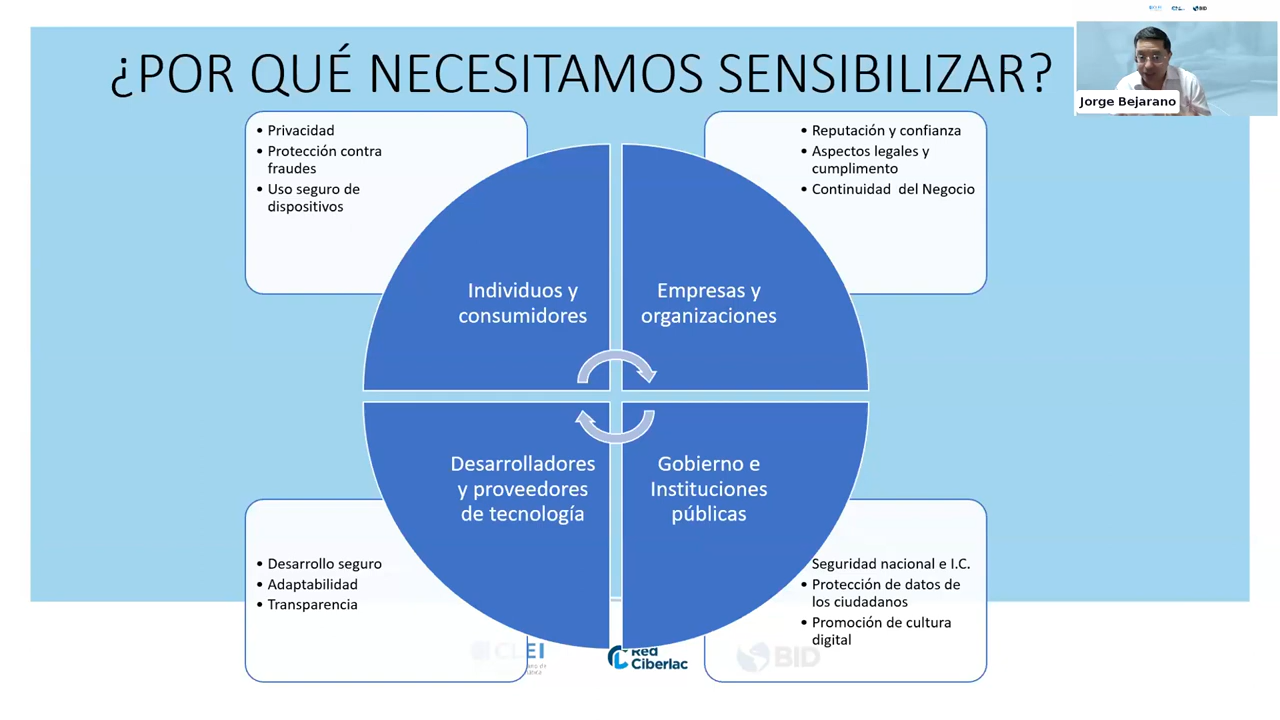 BID
¿POR QUÉ NECESITAMOS SENSIBILIZAR?
Jorge Bejarano
• Privacidad
• Protección contra
fraudes
• Uso seguro de
dispositivos
• Reputación y confianza
• Aspectos legales y
cumplimento
• Continuidad del Negocio
Individuos y
consumidores
Empresas y
organizaciones
Desarrolladores
y proveedores
de tecnología
Gobierno e
Instituciones
públicas
• Desarrollo seguro
• Adaptabilidad
• Transparencia
Seguridad nacional e I.C.
• Protección de datos de
los ciudadanos
• Promoción de cultura
digital
CLEI
Red
Ciberlac
BID